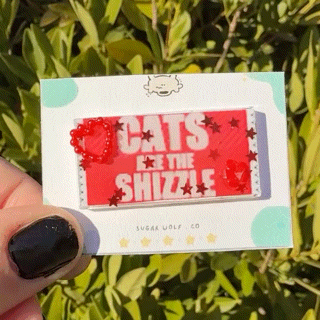 CATS
ARE THE
SHIZZLE
SUGAR WOLF. CO